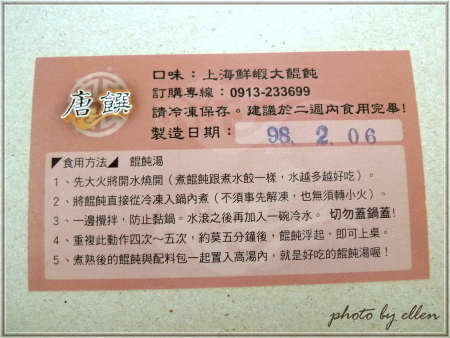 唐饌
口味：上海鮮蝦大餛飩
訂購專線：0913-233699
請冷凍保存。建議於二週內食用完畢!
製造日期：98. 2. 06
◤食用方法◢ 餛飩湯
1、先大火將開水燒開（煮餛飩跟煮水餃一樣，水越多越好吃）。
2、將餛飩直接從冷凍入鍋內煮（不須事先解凍，也無須轉小火）。
3、一邊攪拌，防止黏鍋。水滾之後再加入一碗冷水。 切勿蓋鍋蓋!
4、重複此動作四次～五次，約莫五分鐘後，餛飩浮起，即可上桌。
5、煮熟後的餛飩與配料包一起置入高湯內，就是好吃的餛飩湯喔！
photo by ellen